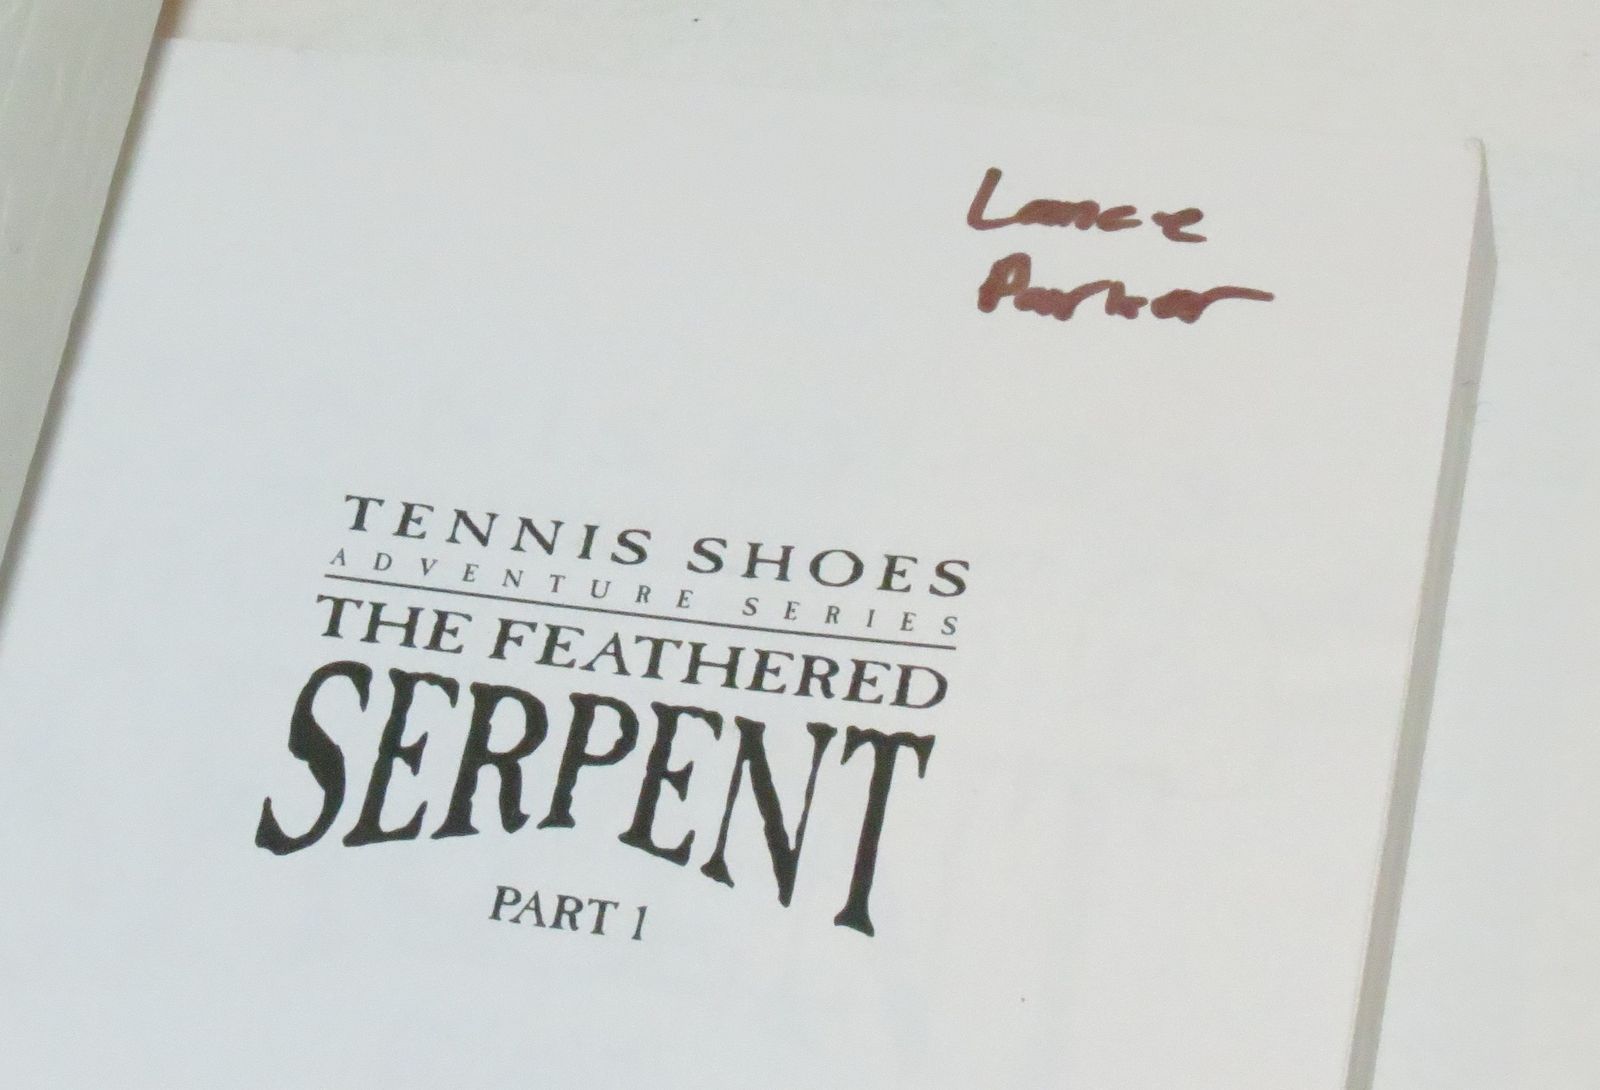 Lance
Parker
TENNIS SHOES
ADVENTURE SERIES
THE FEATHERED
SERPENT
PART 1